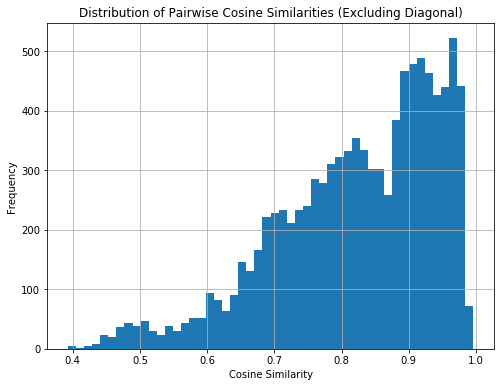 Distribution of Pairwise Cosine Similarities (Excluding Diagonal)
500
400
300
200
100
0
Frequency
0.4 0.5 0.6 0.7 0.8 0.9 1.0
Cosine Similarity